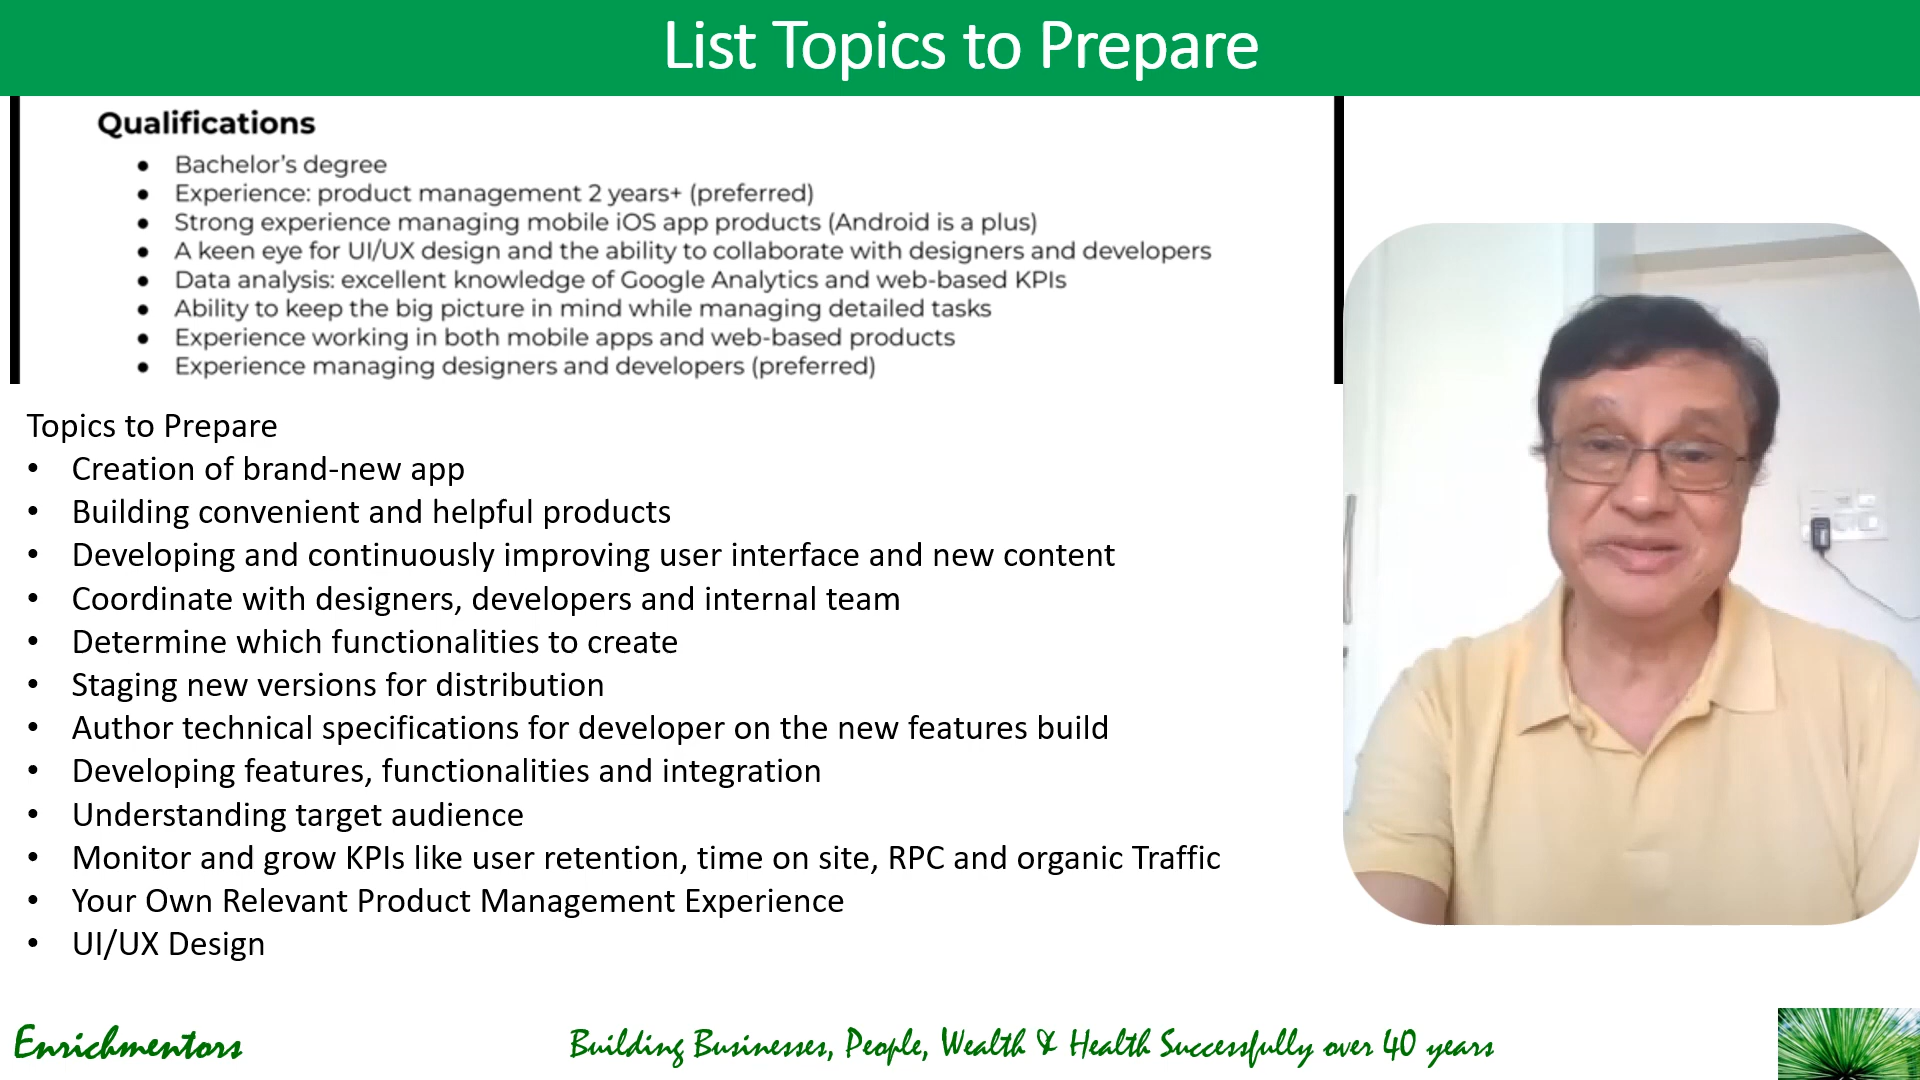 List Topics to Prepare
Qualifications
● Bachelor's degree
● Experience: product management 2 years+ (preferred)
● Strong experience managing mobile iOS app products (Android is a plus)
● A keen eye for UI/UX design and the ability to collaborate with designers and developers
● Data analysis: excellent knowledge of Google Analytics and web-based KPIs
● Ability to keep the big picture in mind while managing detailed tasks
● Experience working in both mobile apps and web-based products
● Experience managing designers and developers (preferred)
Topics to Prepare
• Creation of brand-new app
• Building convenient and helpful products
• Developing and continuously improving user interface and new content
• Coordinate with designers, developers and internal team
• Determine which functionalities to create
• Staging new versions for distribution
• Author technical specifications for developer on the new features build
• Developing features, functionalities and integration
• Understanding target audience
• Monitor and grow KPIs like user retention, time on site, RPC and organic Traffic
• Your Own Relevant Product Management Experience
• UI/UX Design
Enrichmentors
Building Businesses, People, Wealth & Health Successfully over 40 years